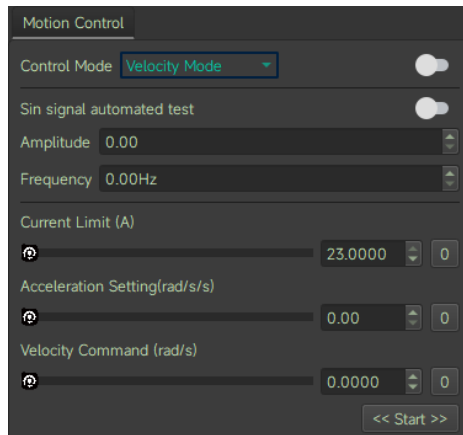 Motion Control
Control Mode Velocity Mode
Sin signal automated test
Amplitude 0.00
Frequency 0.00Hz
Current Limit (A)
23.0000 0
Acceleration Setting(rad/s/s)
0.00 0
Velocity Command (rad/s)
0.0000 0
<< Start >>